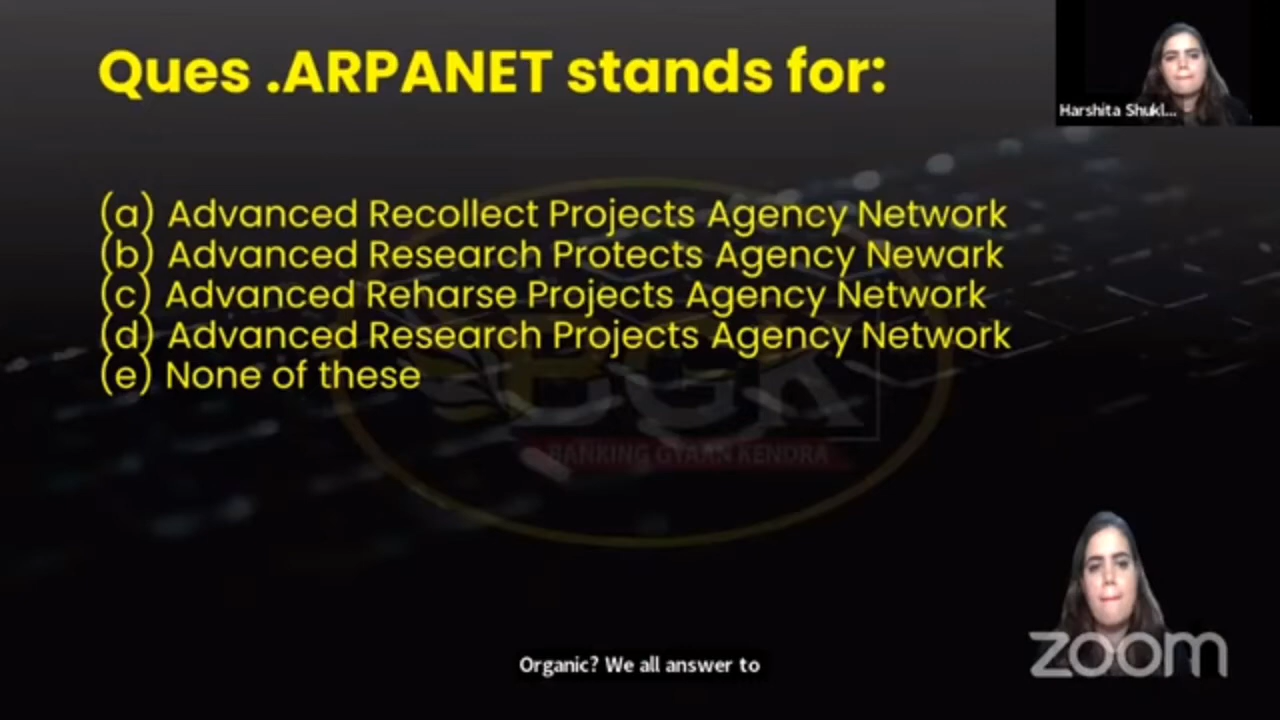 Ques .ARPANET stands for:
Harshita Shukl...
(a) Advanced Recollect Projects Agency Network
(b) Advanced Research Protects Agency Newark
(c) Advanced Reharse Projects Agency Network
(d) Advanced Research Projects Agency Network
(e) None of these
BGK
BANKING GYAAN KENDRA
Organic? We all answer to
zoom